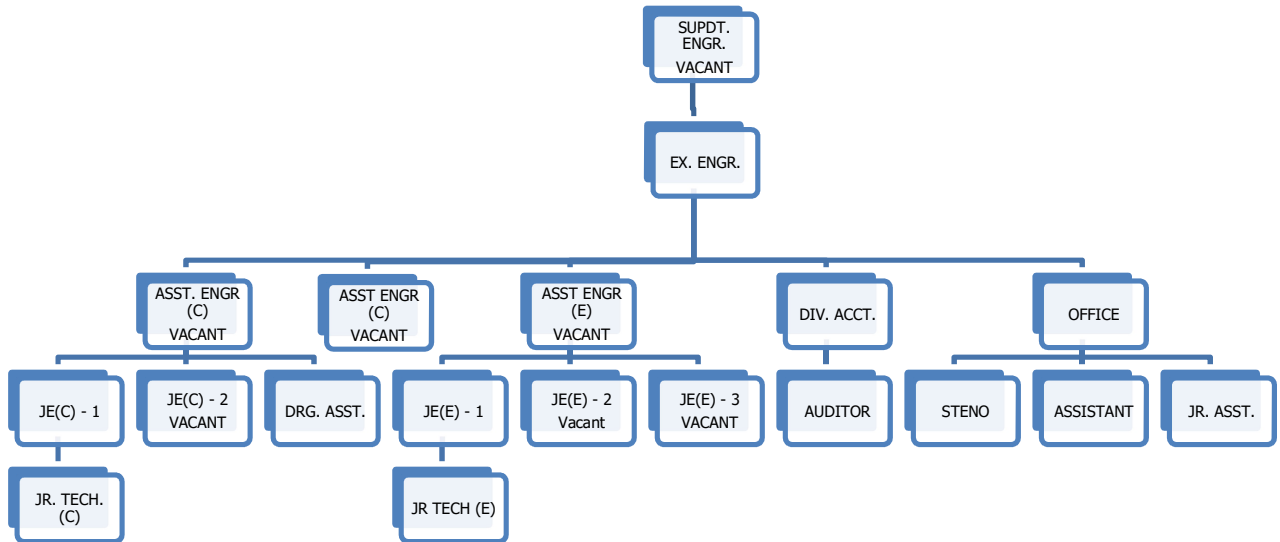 SUPDT.
ENGR.
VACANT
EX. ENGR.
ASST. ENGR
(C)
VACANT
ASST ENGR
(C)
VACANT
ASST ENGR
(E)
VACANT
DIV. ACCT.
OFFICE
JE(C) - 1
JE(C) - 2
VACANT
DRG. ASST.
JE(E) - 1
JE(E) - 2
Vacant
JE(E) - 3
VACANT
AUDITOR
STENO
ASSISTANT
JR. ASST.
JR. TECH.
(C)
JR TECH (E)